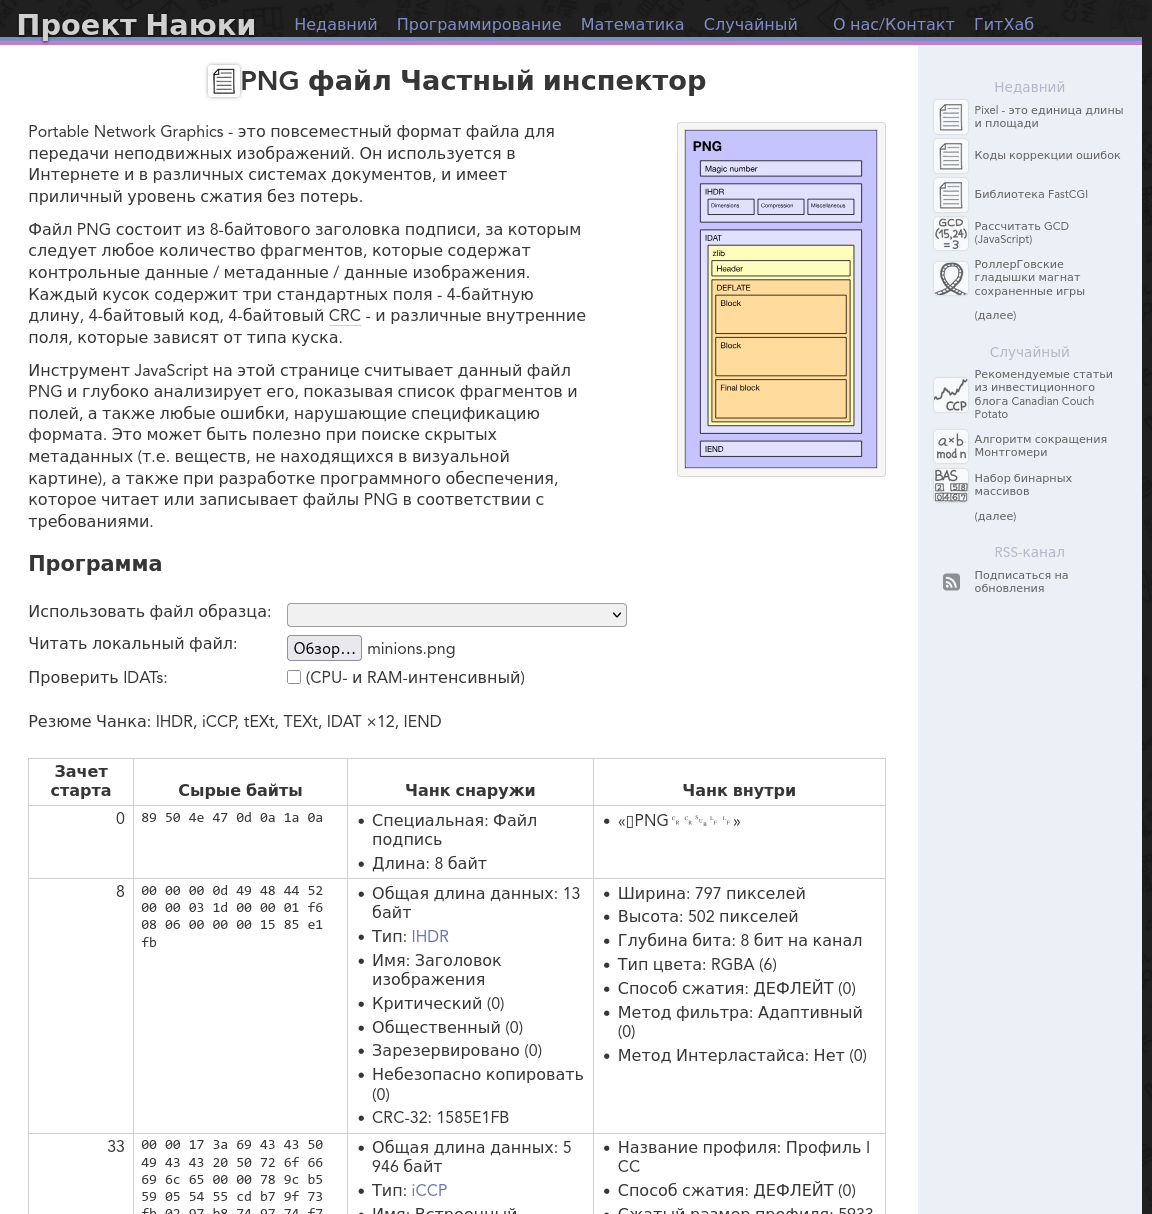 Проект Наюки
Недавний Программирование Математика Случайный О нас/Контакт ГитХаб
PNG файл Частный инспектор
Portable Network Graphics - это повсеместный формат файла для
передачи неподвижных изображений. Он используется в
Интернете и в различных системах документов, и имеет
приличный уровень сжатия без потерь.
Файл PNG состоит из 8-байтового заголовка подписи, за которым
следует любое количество фрагментов, которые содержат
контрольные данные / метаданные / данные изображения.
Каждый кусок содержит три стандартных поля - 4-байтную
длину, 4-байтовый код, 4-байтовый CRC - и различные внутренние
поля, которые зависят от типа куска.
Инструмент JavaScript на этой странице считывает данный файл
PNG и глубоко анализирует его, показывая список фрагментов и
полей, а также любые ошибки, нарушающие спецификацию
формата. Это может быть полезно при поиске скрытых
метаданных (т.е. веществ, не находящихся в визуальной
картине), а также при разработке программного обеспечения,
которое читает или записывает файлы PNG в соответствии с
требованиями.
PNG
Magic number
IHDR
Dimensions Compression Miscellaneous
IDAT
zlib
Header
DEFLATE
Block
Block
Final block
IEND
Программа
Использовать файл образца:
Читать локальный файл: Обзор... minions.png
Проверить IDATs: (CPU- и RAM-интенсивный)
Резюме Чанка: IHDR, iCCP, tEXt, TEXt, IDAT ×12, IEND
Зачет
старта
Сырые байты
Чанк снаружи
Чанк внутри
0
89 50 4e 47 0d 0a 1a 0a
• Специальная: Файл
подпись
• Длина: 8 байт
• «▯PNG␍␍␚␊␊»
8
00 00 00 0d 49 48 44 52
00 00 03 1d 00 00 01 f6
08 06 00 00 00 15 85 e1
fb
• Общая длина данных: 13
байт
• Тип: IHDR
• Имя: Заголовок
изображения
• Критический (0)
• Общественный (0)
• Зарезервировано (0)
• Небезопасно копировать
(0)
• CRC-32: 1585E1FB
• Ширина: 797 пикселей
• Высота: 502 пикселей
• Глубина бита: 8 бит на канал
• Тип цвета: RGBA (6)
• Способ сжатия: ДЕФЛЕЙТ (0)
• Метод фильтра: Адаптивный
(0)
• Метод Интерластайса: Нет (0)
33
00 00 17 3a 69 43 43 50
49 43 43 20 50 72 6f 66
69 6c 65 00 00 78 9c b5
59 05 54 55 cd b7 9f 73
fb 02 97 b8 74 97 74 f7
• Общая длина данных: 5
946 байт
• Тип: iCCP
• Имя: Встроенный
• Название профиля: Профиль I
CC
• Способ сжатия: ДЕФЛЕЙТ (0)
• Сжатый размер профиля: 5933
Недавний
Pixel - это единица длины
и площади
Коды коррекции ошибок
Библиотека FastCGI
GCD
(15,24)
= 3
Рассчитать GCD
(JavaScript)
РоллерГовские
гладышки магнат
сохраненные игры
(далее)
Случайный
CCP
Рекомендуемые статьи
из инвестиционного
блога Canadian Couch
Potato
a×b
mod n
Алгоритм сокращения
Монтгомери
BAS
Набор бинарных
массивов
(далее)
RSS-канал
Подписаться на
обновления